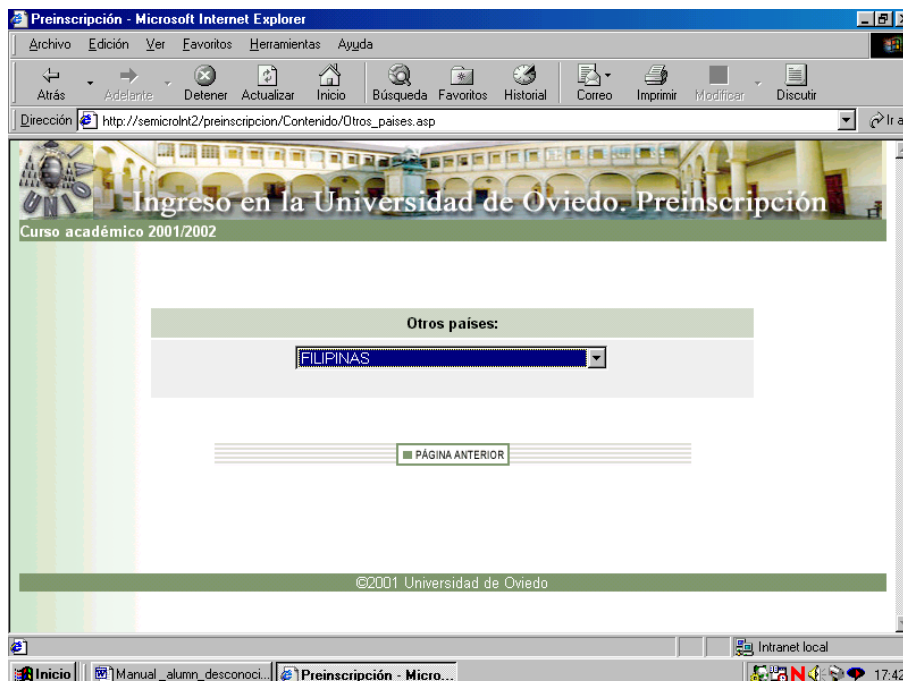 Preinscripción - Microsoft Internet Explorer
Archivo Edición Ver Favoritos Herramientas Ayuda
Atrás Adelante Detener Actualizar Inicio Búsqueda Favoritos Historial Correo Imprimir Modificar Discutir
Dirección http://semicrolnt2/preinscripcion/Contenido/Otros_paises.asp Ir a
Ingreso en la Universidad de Oviedo. Preinscripción
Curso académico 2001/2002
Otros países:
FILIPINAS
PÁGINA ANTERIOR
©2001 Universidad de Oviedo
Intranet local
Inicio Manual_alumn_desconoci... Preinscripción - Micro... 17:42